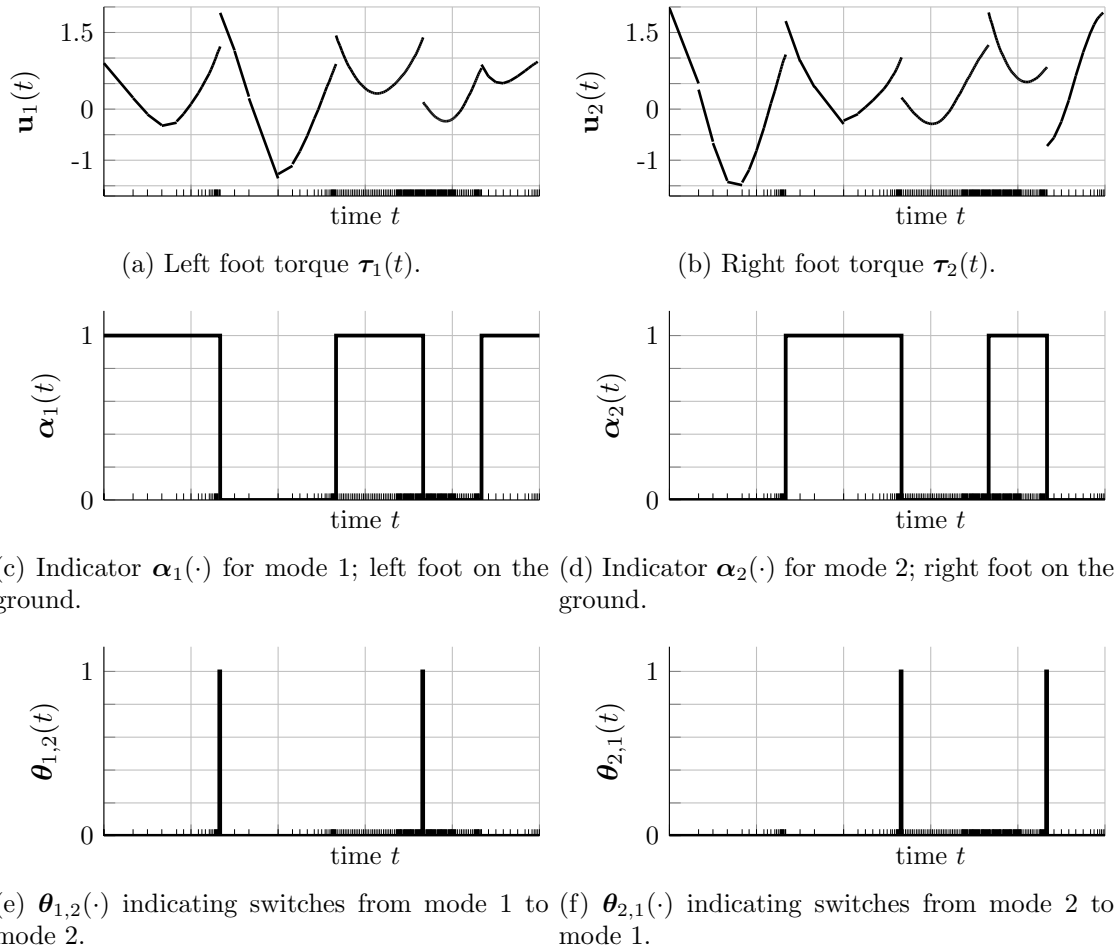 1.5
0
-1
u₁(t)
time t
(a) Left foot torque τ₁(t).
1.5
0
-1
u₂(t)
time t
(b) Right foot torque τ₂(t).
1
0
α₁(t)
time t
(c) Indicator α₁(·) for mode 1; left foot on the
ground.
1
0
α₂(t)
time t
(d) Indicator α₂(·) for mode 2; right foot on the
ground.
1
0
θ₁,₂(t)
time t
(e) θ₁,₂(·) indicating switches from mode 1 to
mode 2.
1
0
θ₂,₁(t)
time t
(f) θ₂,₁(·) indicating switches from mode 2 to
mode 1.